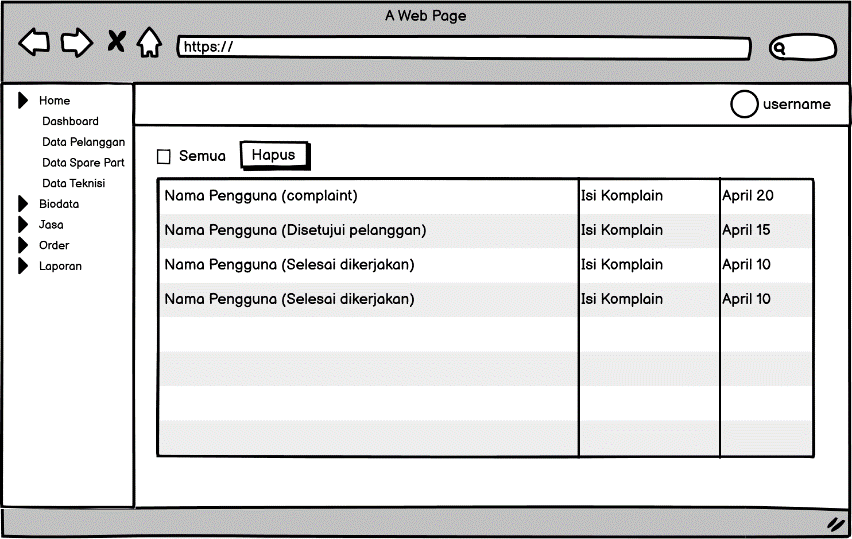 A Web Page
https://
username
Home
Dashboard
Data Pelanggan
Data Spare Part
Data Teknisi
Biodata
Jasa
Order
Laporan
Semua Hapus
Nama Pengguna (complaint) Isi Komplain April 20
Nama Pengguna (Disetujui pelanggan) Isi Komplain April 15
Nama Pengguna (Selesai dikerjakan) Isi Komplain April 10
Nama Pengguna (Selesai dikerjakan) Isi Komplain April 10